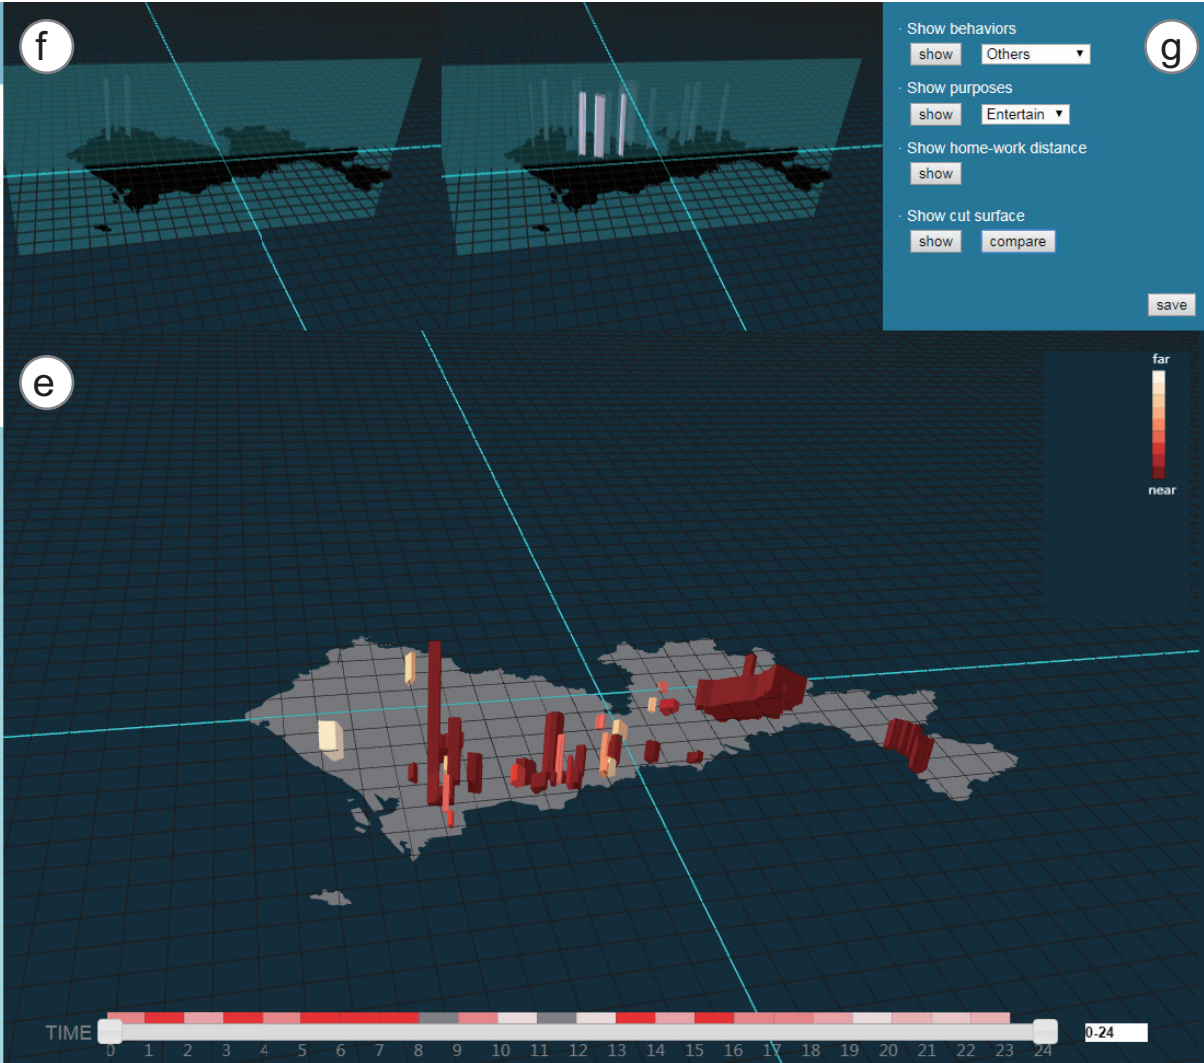 f
g
· Show behaviors
show Others
· Show purposes
show Entertain
· Show home-work distance
show
· Show cut surface
show compare
save
e
far
near
TIME
0-24
0 1 2 3 4 5 6 7 8 9 10 11 12 13 14 15 16 17 18 19 20 21 22 23 24